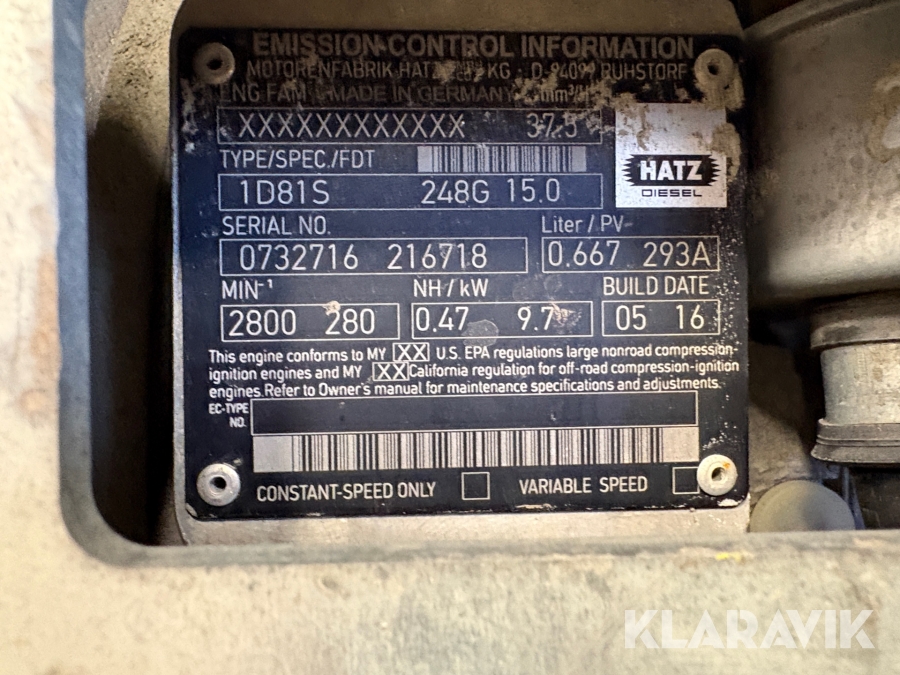 EMISSION CONTROL INFORMATION
MOTORENFABRIK HATZ KG D-94099 RUHSTORF
ENG FAM MADE IN GERMANY mm³/H
XXXXXXXXXXXX 37.5
TYPE/SPEC./FDT
HATZ
DIESEL
1D81S 248G 15.0
SERIAL NO. Liter / PV
0732716 216718 0.667 293A
MIN-¹ NH / kW BUILD DATE
2800 280 0.47 9.7 05 16
This engine conforms to MY XX U.S. EPA regulations large nonroad compression-
ignition engines and MY XX California regulation for off-road compression-ignition
engines. Refer to Owner's manual for maintenance specifications and adjustments.
EC-TYPE
NO.
CONSTANT-SPEED ONLY VARIABLE SPEED
KLARAVIK